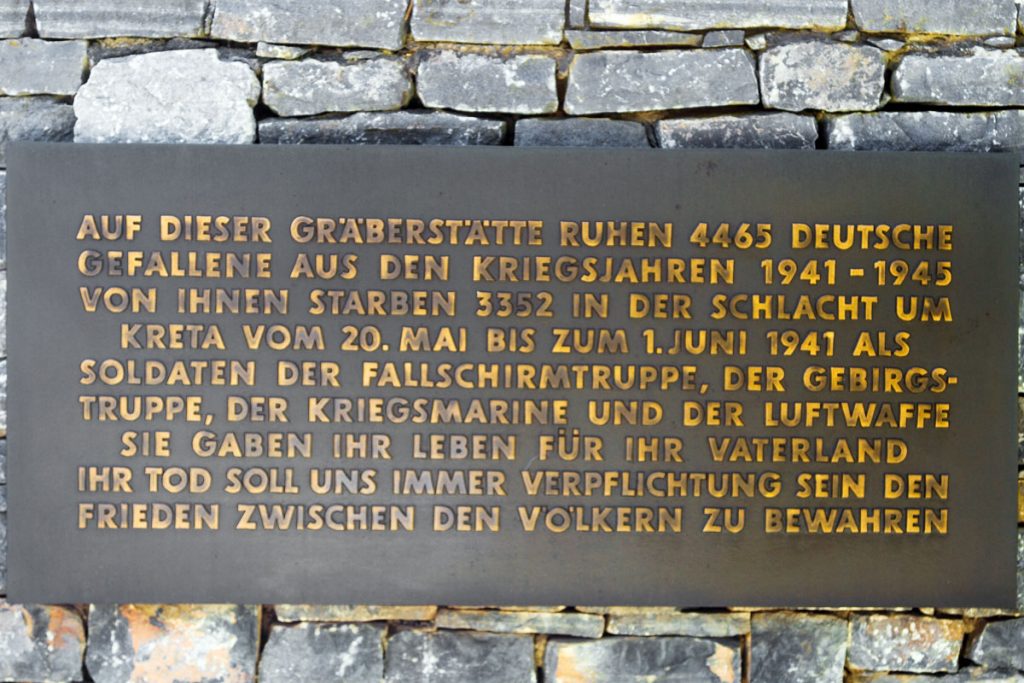 AUF DIESER GRÄBERSTÄTTE RUHEN 4465 DEUTSCHE
GEFALLENE AUS DEN KRIEGSJAHREN 1941-1945
VON IHNEN STARBEN 3352 IN DER SCHLACHT UM
KRETA VOM 20. MAI BIS ZUM 1. JUNI 1941 ALS
SOLDATEN DER FALLSCHIRMTRUPPE, DER GEBIRGS-
TRUPPE, DER KRIEGSMARINE UND DER LUFTWAFFE
SIE GABEN IHR LEBEN FÜR IHR VATERLAND
IHR TOD SOLL UNS IMMER VERPFLICHTUNG SEIN DEN
FRIEDEN ZWISCHEN DEN VÖLKERN ZU BEWAHREN